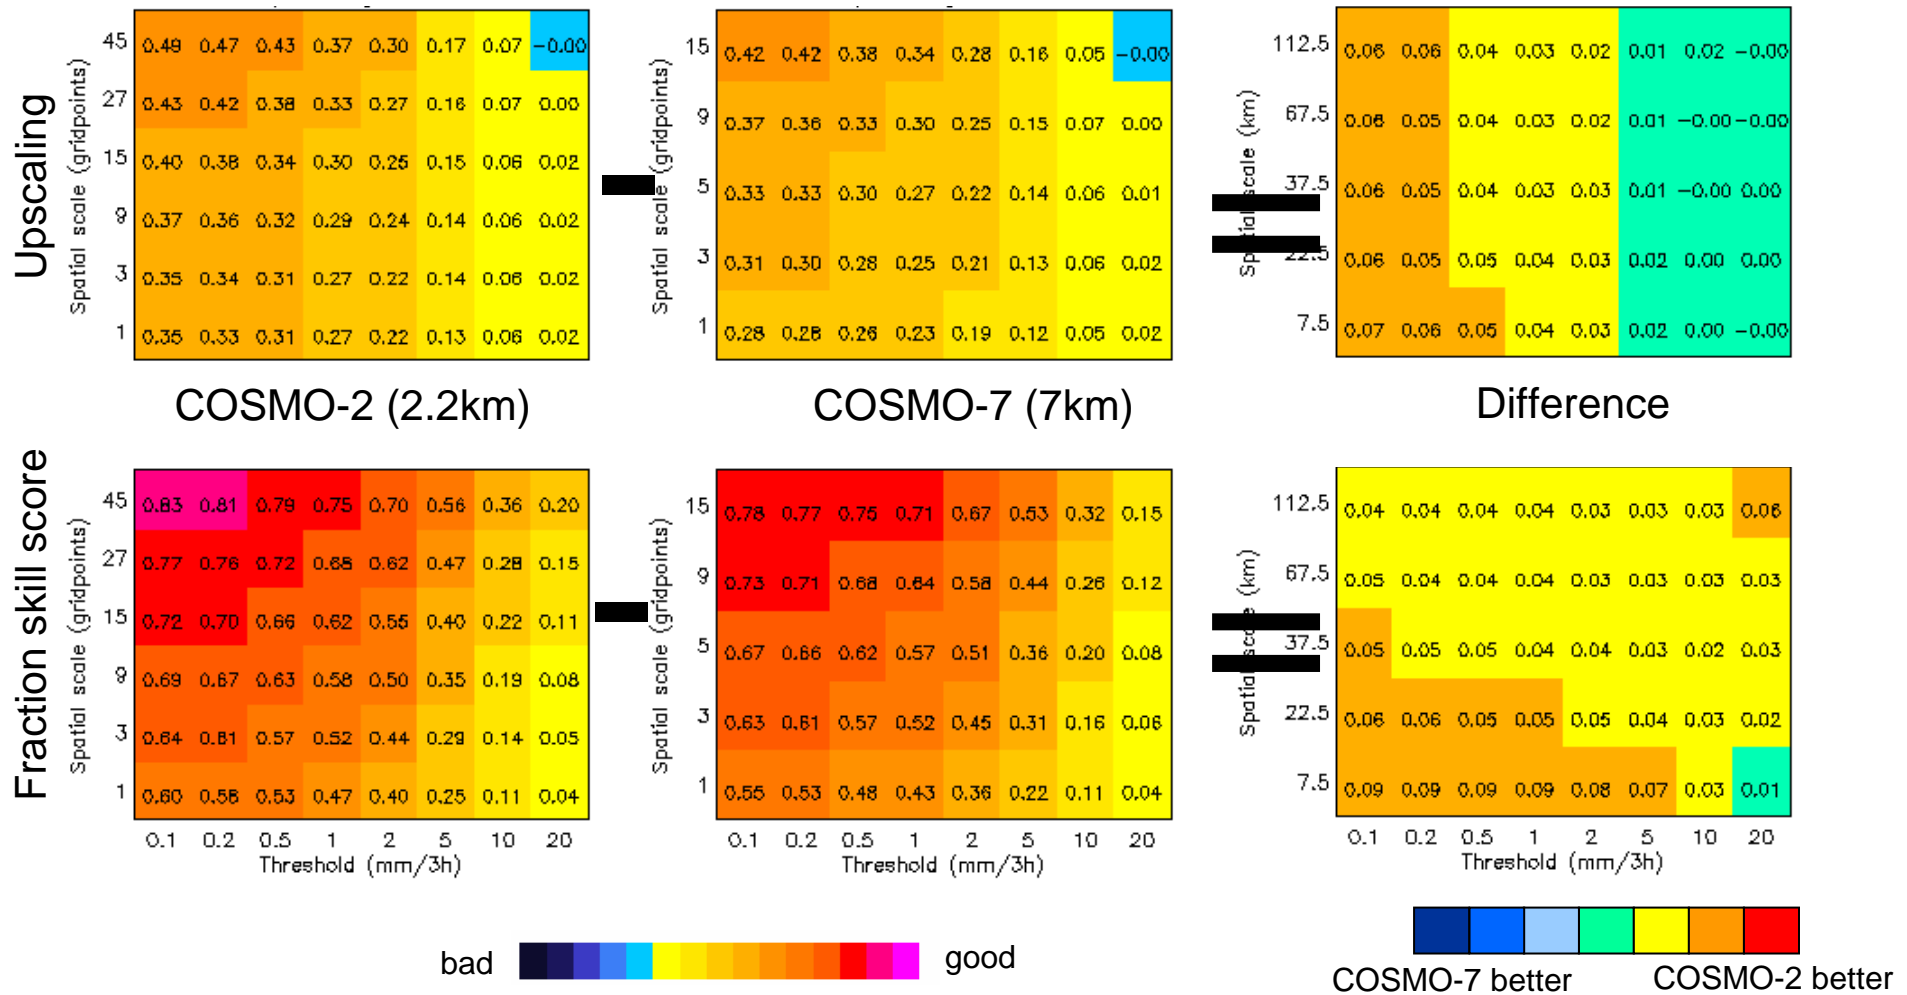 Upscaling
Spatial scale (gridpoints)
45 0.49 0.47 0.43 0.37 0.30 0.17 0.07 -0.00
27 0.43 0.42 0.38 0.33 0.27 0.16 0.07 0.00
15 0.40 0.38 0.34 0.30 0.25 0.15 0.06 0.02
9 0.37 0.36 0.32 0.29 0.24 0.14 0.06 0.02
3 0.35 0.34 0.31 0.27 0.22 0.14 0.06 0.02
1 0.35 0.33 0.31 0.27 0.22 0.13 0.06 0.02
COSMO-2 (2.2km)
Spatial scale (gridpoints)
15 0.42 0.42 0.38 0.34 0.28 0.16 0.05 -0.00
9 0.37 0.36 0.33 0.30 0.25 0.15 0.07 0.00
5 0.33 0.33 0.30 0.27 0.22 0.14 0.06 0.01
3 0.31 0.30 0.28 0.25 0.21 0.13 0.06 0.02
1 0.28 0.28 0.26 0.23 0.19 0.12 0.05 0.02
COSMO-7 (7km)
Spatial scale (km)
112.5 0.06 0.06 0.04 0.03 0.02 0.01 0.02 -0.00
67.5 0.06 0.05 0.04 0.03 0.02 0.01 -0.00 -0.00
37.5 0.06 0.05 0.04 0.03 0.03 0.01 -0.00 0.00
22.5 0.06 0.05 0.05 0.04 0.03 0.02 0.00 0.00
7.5 0.07 0.06 0.05 0.04 0.03 0.02 0.00 -0.00
Difference
Fraction skill score
Spatial scale (gridpoints)
45 0.83 0.81 0.79 0.75 0.70 0.56 0.36 0.20
27 0.77 0.76 0.72 0.68 0.62 0.47 0.28 0.15
15 0.72 0.70 0.66 0.62 0.55 0.40 0.22 0.11
9 0.69 0.67 0.63 0.58 0.50 0.35 0.19 0.08
3 0.64 0.61 0.57 0.52 0.44 0.29 0.14 0.05
1 0.60 0.58 0.53 0.47 0.40 0.25 0.11 0.04
0.1 0.2 0.5 1 2 5 10 20
Threshold (mm/3h)
Spatial scale (gridpoints)
15 0.78 0.77 0.75 0.71 0.67 0.53 0.32 0.15
9 0.73 0.71 0.68 0.64 0.58 0.44 0.26 0.12
5 0.67 0.66 0.62 0.57 0.51 0.36 0.20 0.08
3 0.63 0.61 0.57 0.52 0.45 0.31 0.16 0.06
1 0.55 0.53 0.48 0.43 0.36 0.22 0.11 0.04
0.1 0.2 0.5 1 2 5 10 20
Threshold (mm/3h)
Spatial scale (km)
112.5 0.04 0.04 0.04 0.04 0.03 0.03 0.03 0.06
67.5 0.05 0.04 0.04 0.04 0.03 0.03 0.03 0.03
37.5 0.05 0.05 0.05 0.04 0.04 0.03 0.02 0.03
22.5 0.06 0.06 0.05 0.05 0.05 0.04 0.03 0.02
7.5 0.09 0.09 0.09 0.09 0.08 0.07 0.03 0.01
0.1 0.2 0.5 1 2 5 10 20
Threshold (mm/3h)
bad
good
COSMO-7 better
COSMO-2 better